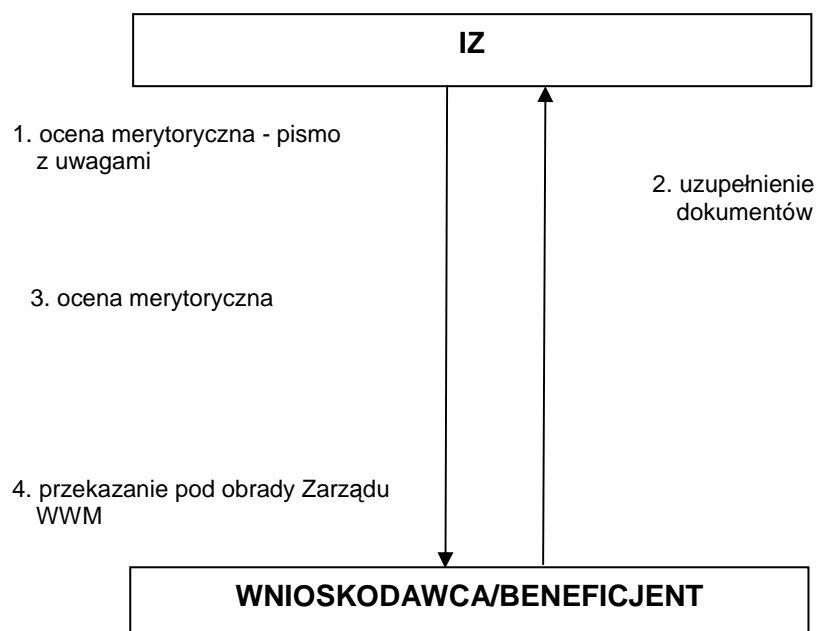 IZ
1. ocena merytoryczna - pismo
z uwagami
2. uzupełnienie
dokumentów
3. ocena merytoryczna
4. przekazanie pod obrady Zarządu
WWM
WNIOSKODAWCA/BENEFICJENT